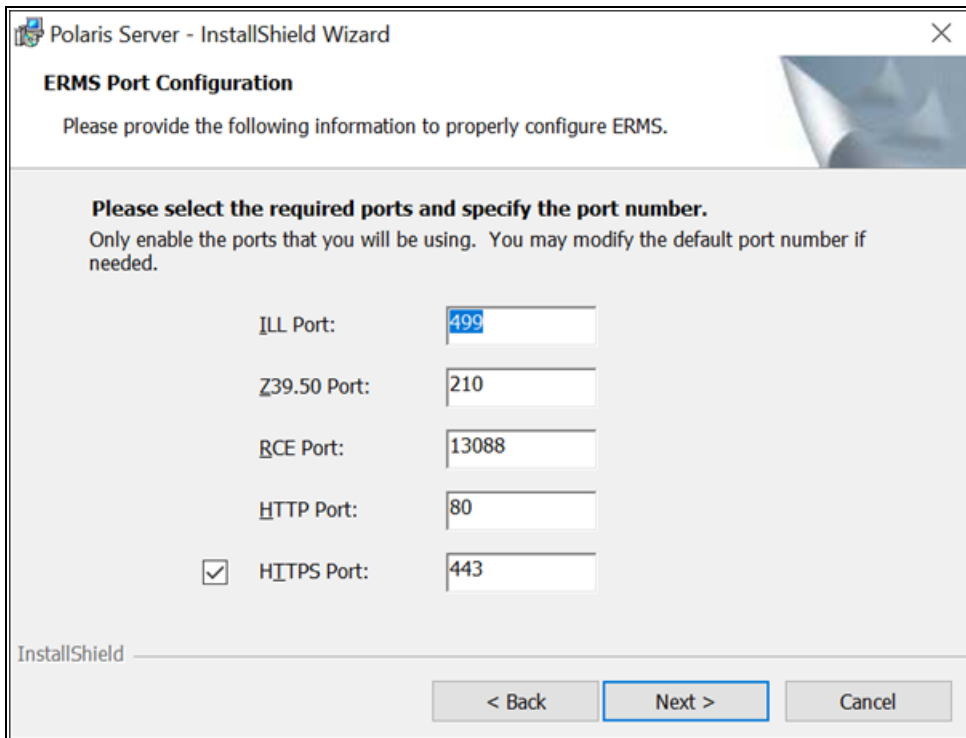 Polaris Server - InstallShield Wizard
ERMS Port Configuration
Please provide the following information to properly configure ERMS.
Please select the required ports and specify the port number.
Only enable the ports that you will be using. You may modify the default port number if
needed.
ILL Port: 499
Z39.50 Port: 210
RCE Port: 13088
HTTP Port: 80
HTTPS Port: 443
InstallShield
< Back Next > Cancel